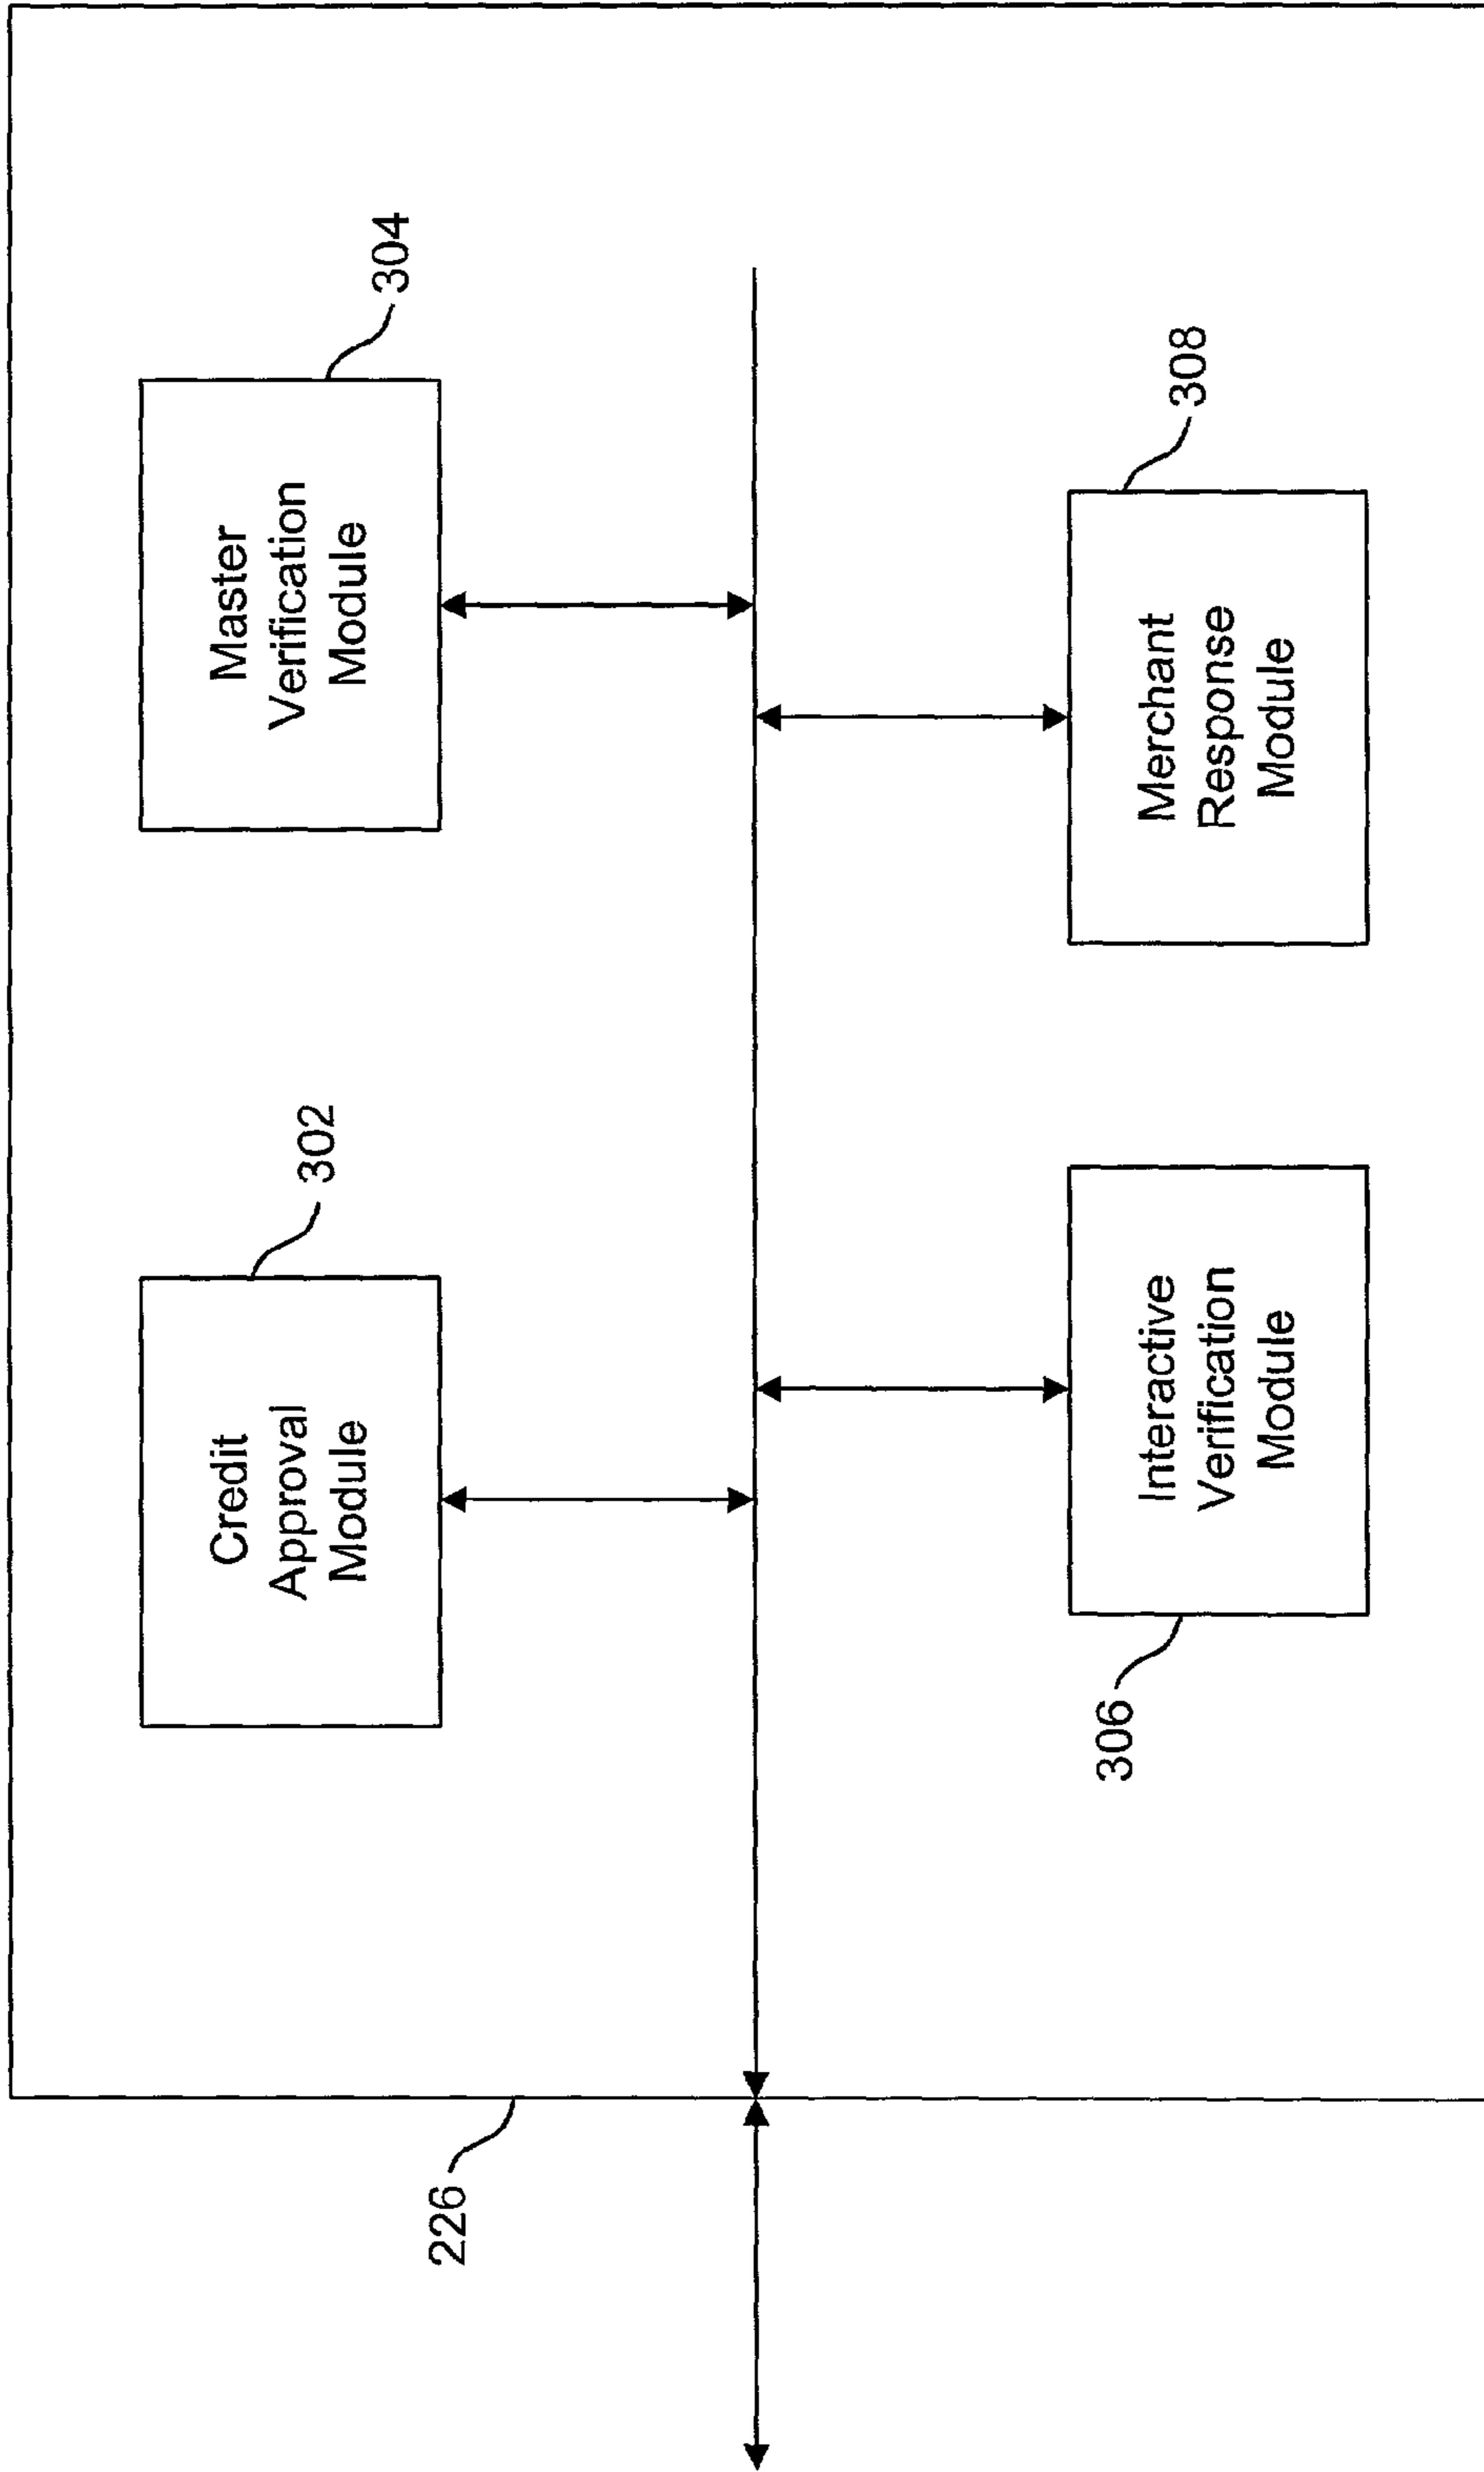 226
Credit
Approval
Module
302
Master
Verification
Module
304
306
Interactive
Verification
Module
Merchant
Response
Module
308